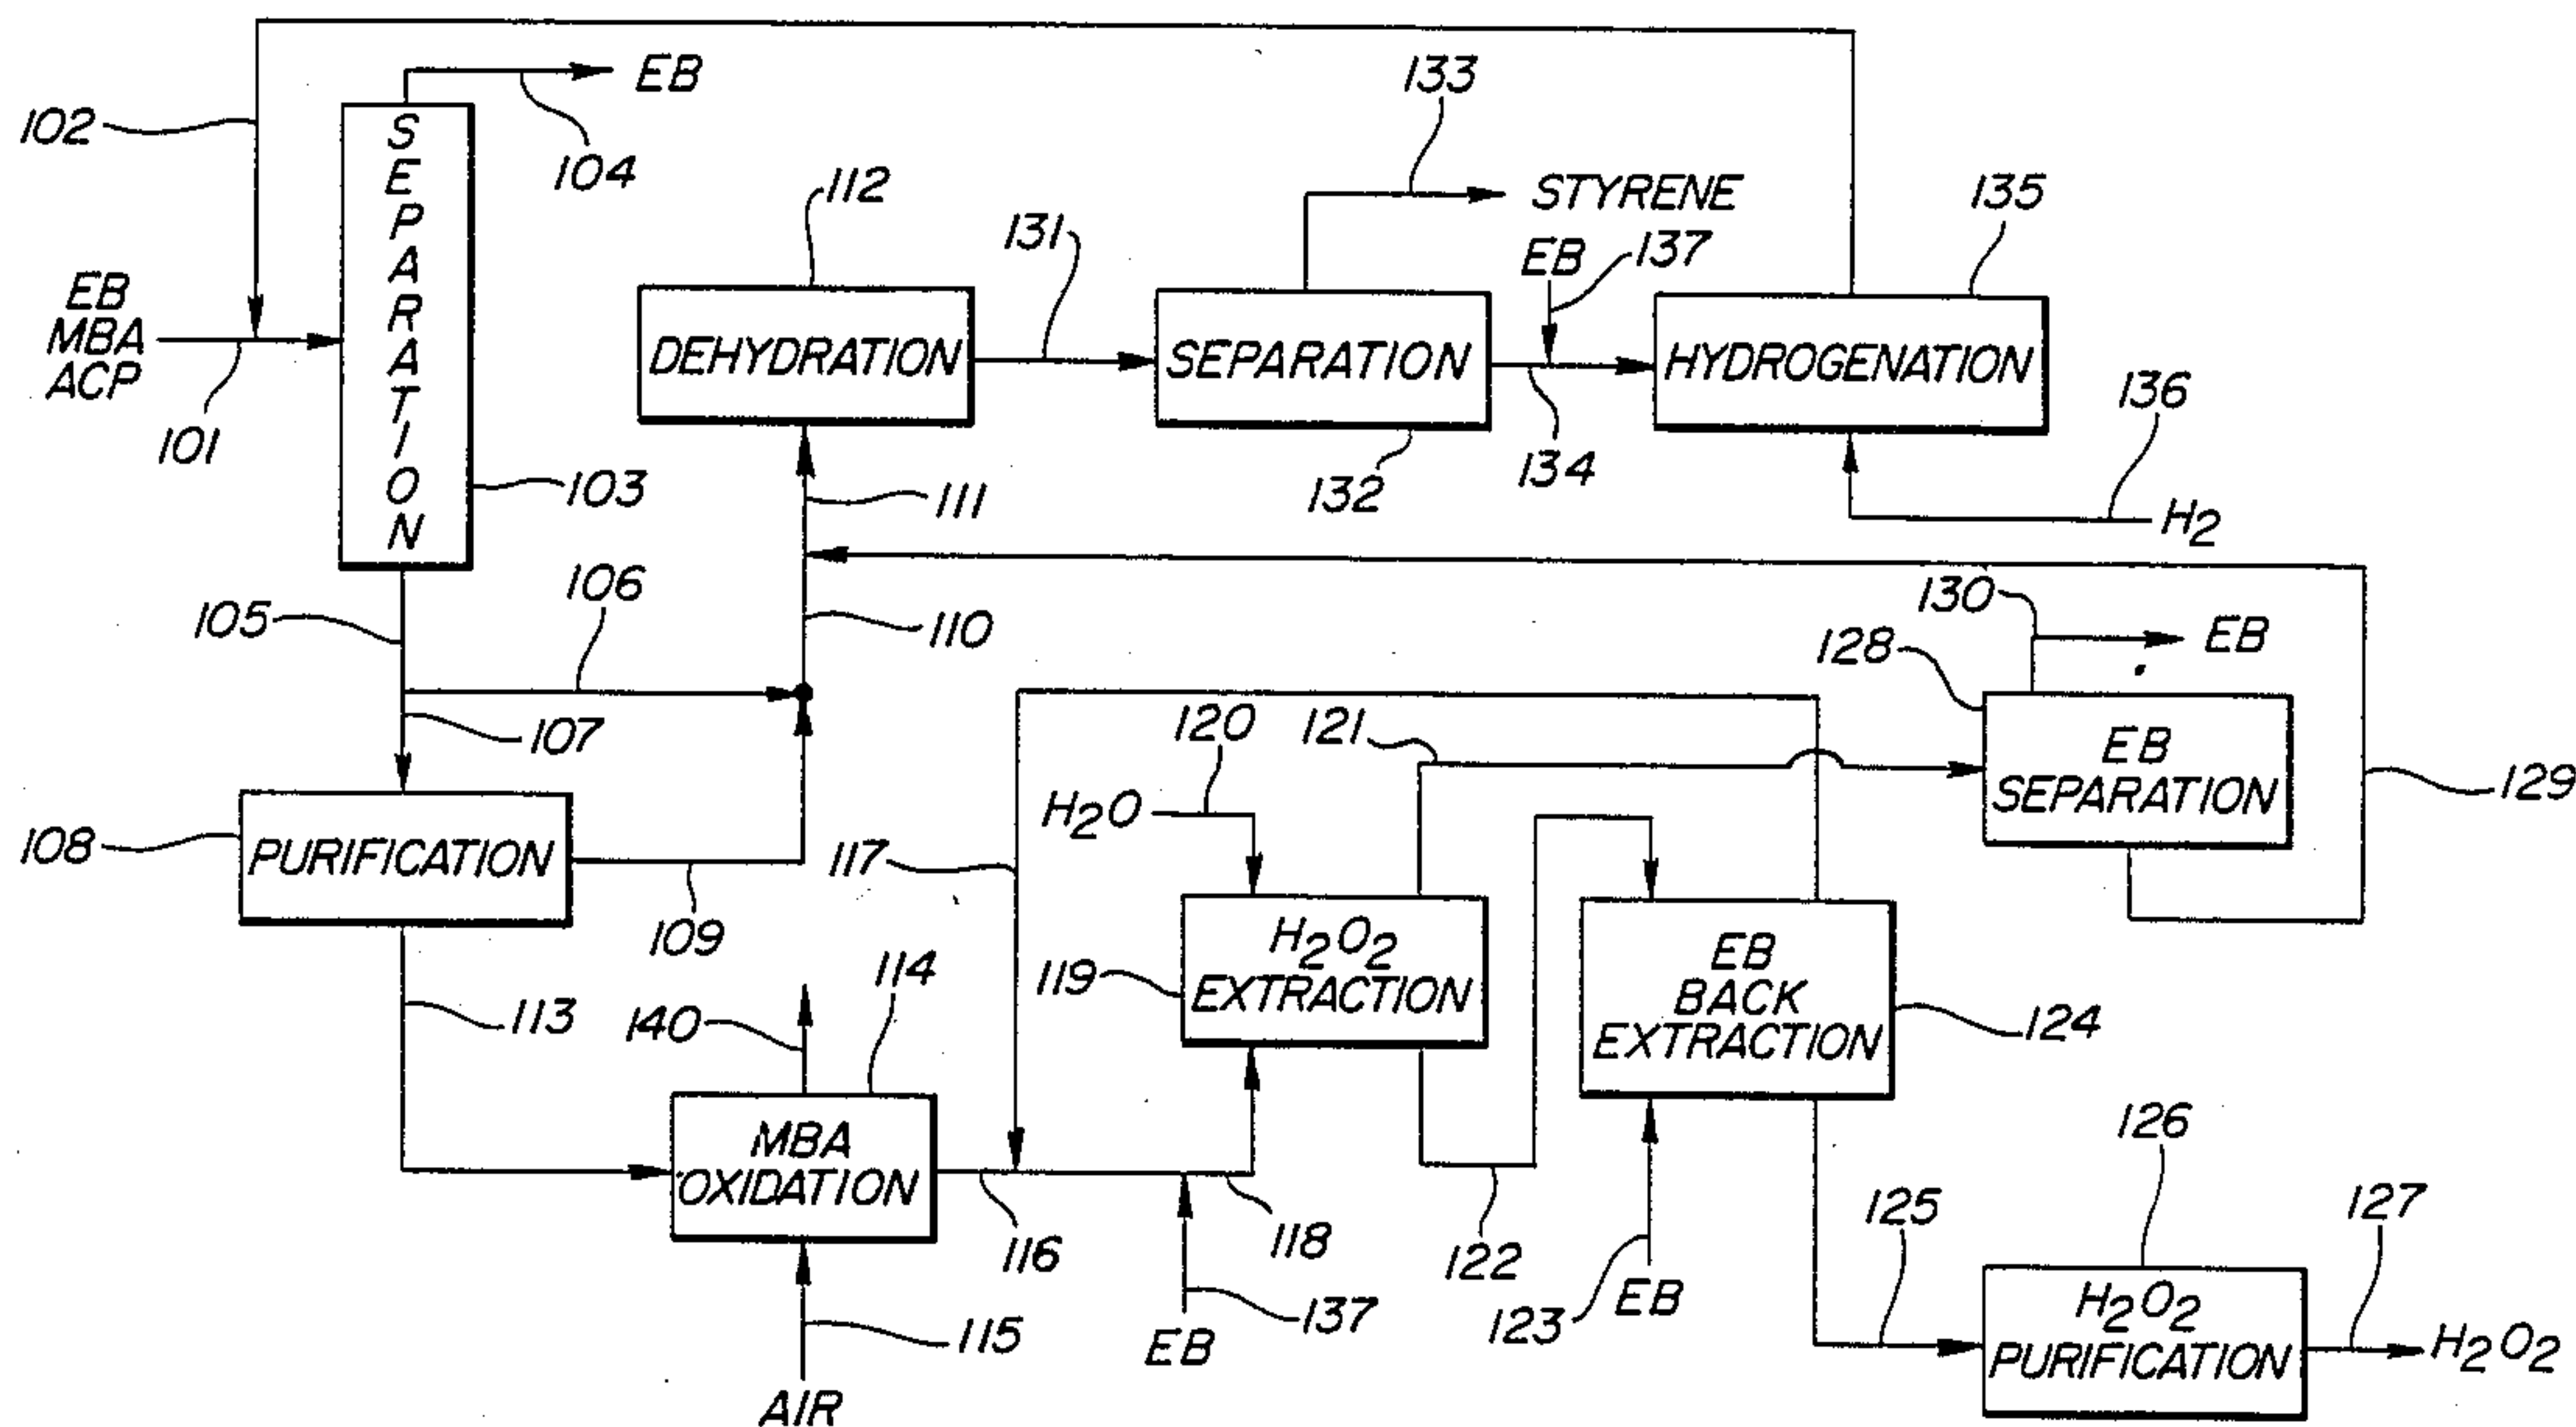 102
EB
104
SEPARATION
103
EB
MBA
ACP
101
133
STYRENE
112
131
EB
137
135
DEHYDRATION
SEPARATION
HYDROGENATION
132
134
136
H2
111
105
106
110
107
130
EB
128
EB
SEPARATION
129
120
121
H2O
117
108
PURIFICATION
109
H2O2
EXTRACTION
119
EB
BACK
EXTRACTION
124
113
140
114
MBA
OXIDATION
116
118
122
115
AIR
137
EB
123
EB
125
126
127
H2O2
PURIFICATION
H2O2